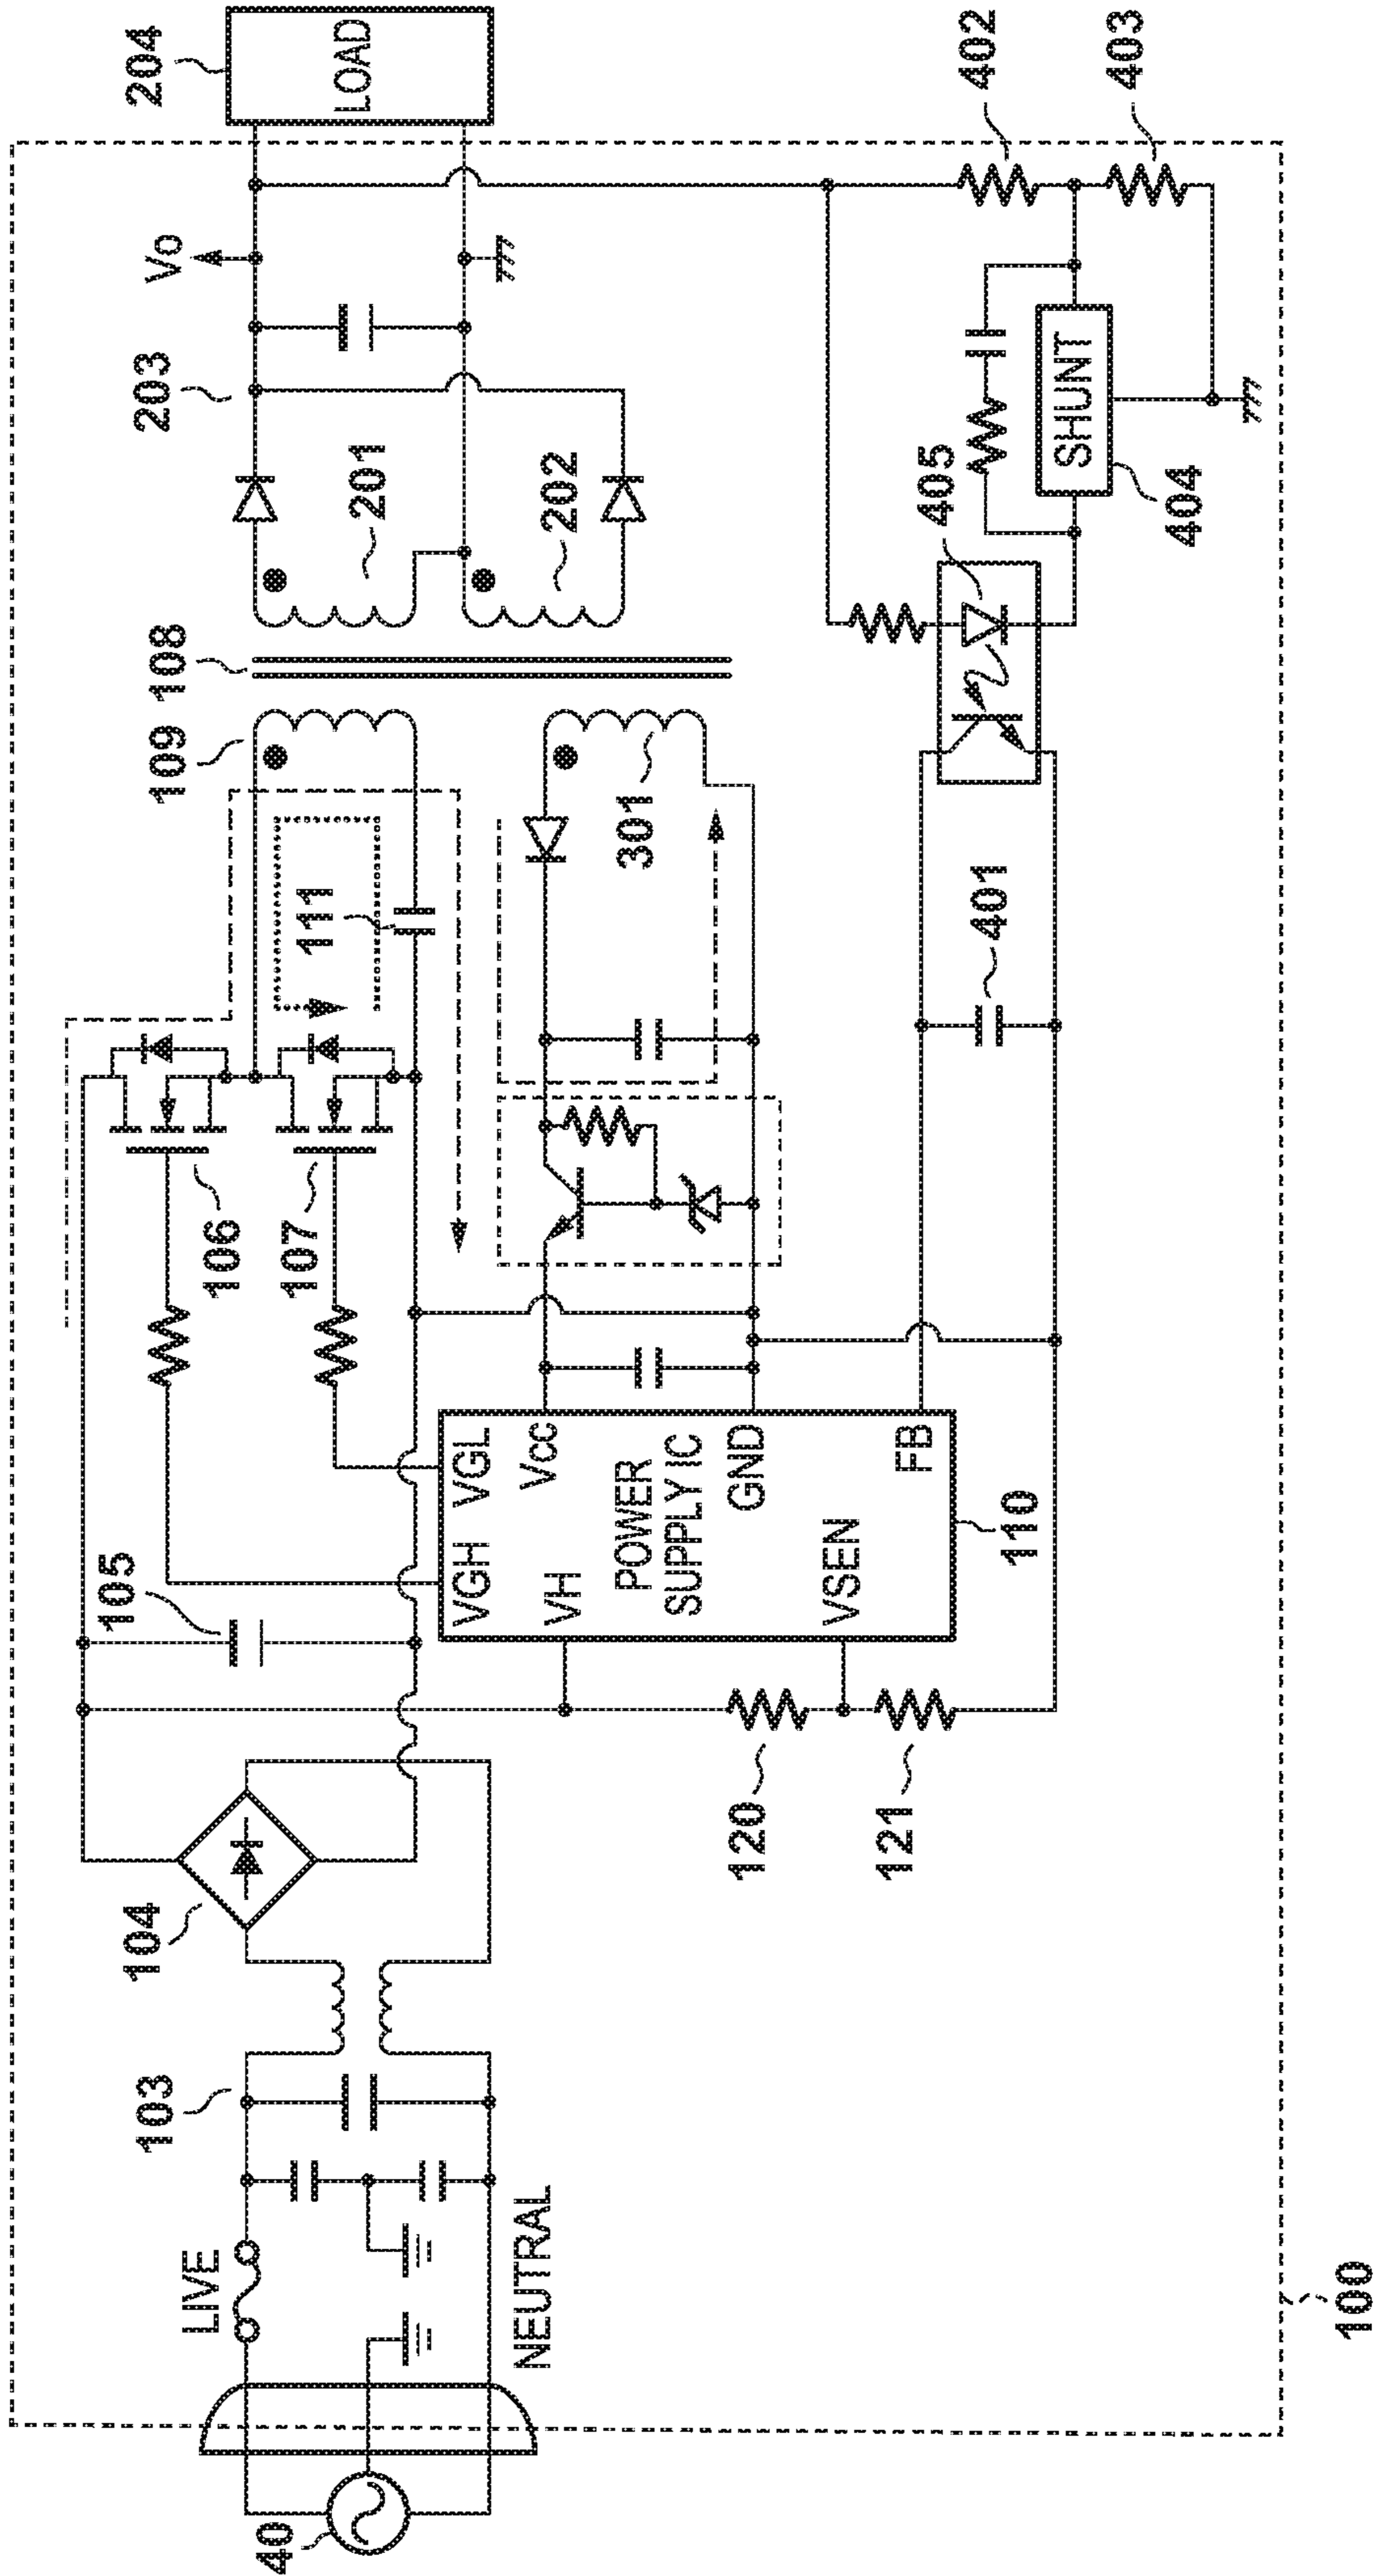 40
LIVE
NEUTRAL
103
104
105
106
107
109
108
111
203
Vo
204
LOAD
201
202
301
VGH
VGL
VH
Vcc
POWER
SUPPLY IC
GND
VSEN
FB
110
120
121
401
405
SHUNT
404
402
403
100